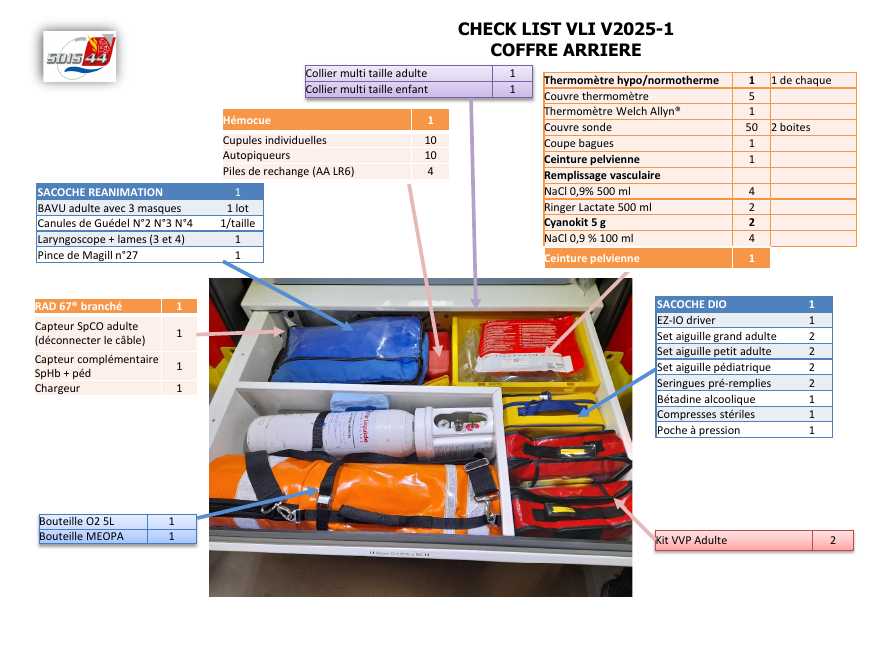 CHECK LIST VLI V2025-1
COFFRE ARRIERE
SDIS 44
Collier multi taille adulte 1
Collier multi taille enfant 1
Thermomètre hypo/normotherme 1 1 de chaque
Couvre thermomètre 5
Thermomètre Welch Allyn® 1
Couvre sonde 50 2 boites
Coupe bagues 1
Ceinture pelvienne 1
Remplissage vasculaire
NaCl 0,9% 500 ml 4
Ringer Lactate 500 ml 2
Cyanokit 5 g 2
NaCl 0,9 % 100 ml 4
Ceinture pelvienne 1
Hémocue 1
Cupules individuelles 10
Autopiqueurs 10
Piles de rechange (AA LR6) 4
SACOCHE REANIMATION 1
BAVU adulte avec 3 masques 1 lot
Canules de Guédel N°2 N°3 N°4 1/taille
Laryngoscope + lames (3 et 4) 1
Pince de Magill n°27 1
RAD 67® branché 1
Capteur SpCO adulte
(déconnecter le câble) 1
Capteur complémentaire
SpHb + péd 1
Chargeur 1
SACOCHE DIO 1
EZ-IO driver 1
Set aiguille grand adulte 2
Set aiguille petit adulte 2
Set aiguille pédiatrique 2
Seringues pré-remplies 2
Bétadine alcoolique 1
Compresses stériles 1
Poche à pression 1
Bouteille O2 5L 1
Bouteille MEOPA 1
Kit VVP Adulte 2